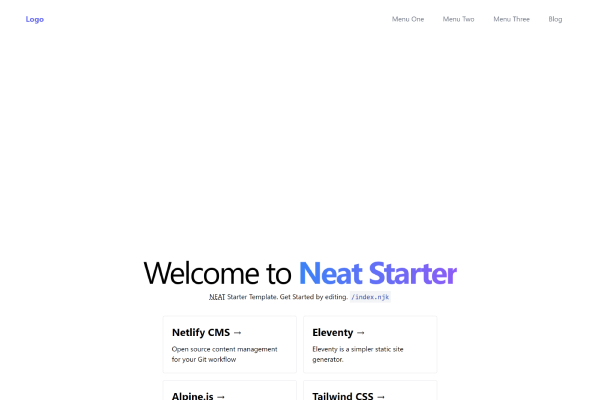 Logo
Menu One
Menu Two
Menu Three
Blog
Welcome to Neat Starter
NEAT Starter Template. Get Started by editing. /index.njk
Netlify CMS →
Open source content management
for your Git workflow
Eleventy →
Eleventy is a simpler static site
generator.
Alpine.js →
Tailwind CSS →